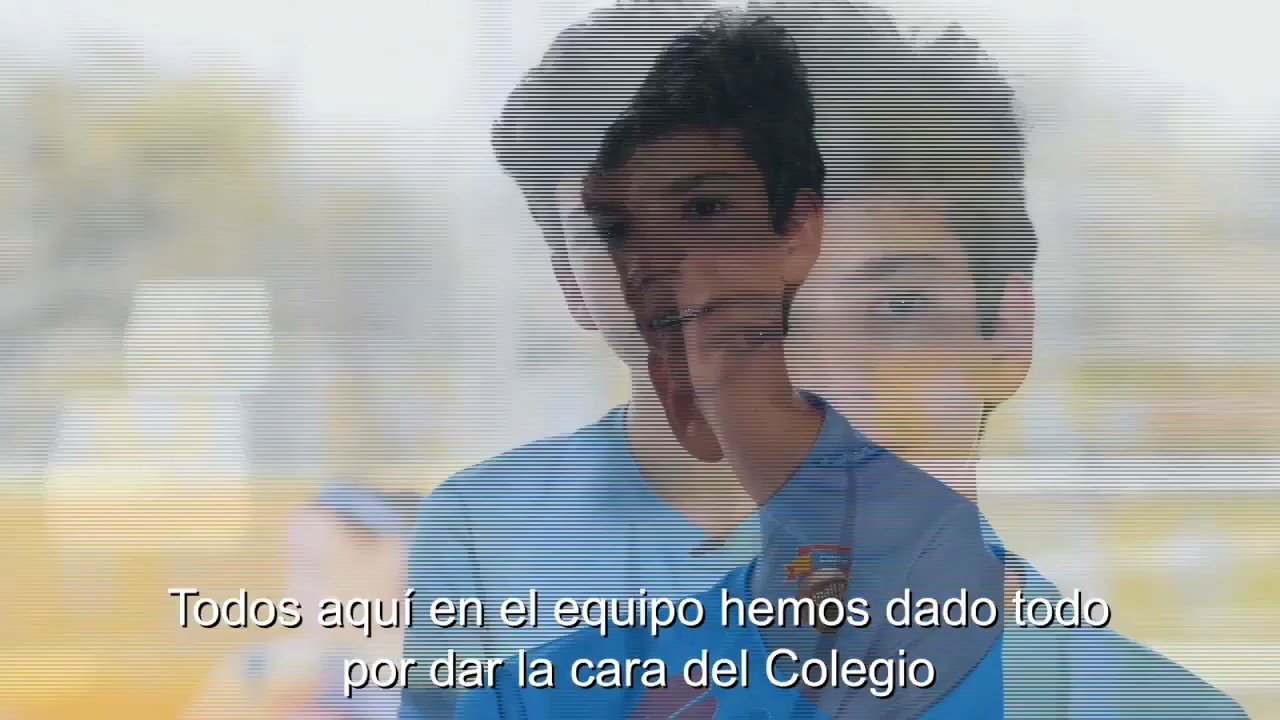 Todos aquí en el equipo hemos dado todo
por dar la cara del Colegio